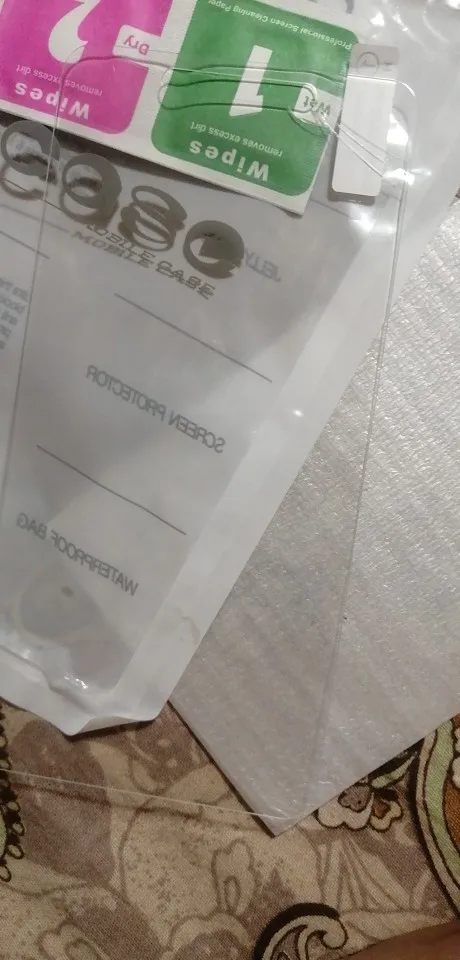 2
Dry
Wipes
removes excess dirt
Professional Screen Cleaning Paper
1
Wet
Wipes
removes excess dirt
MOBILE CASE
JELLY
SCREEN PROTECTOR
WATERPROOF BAG